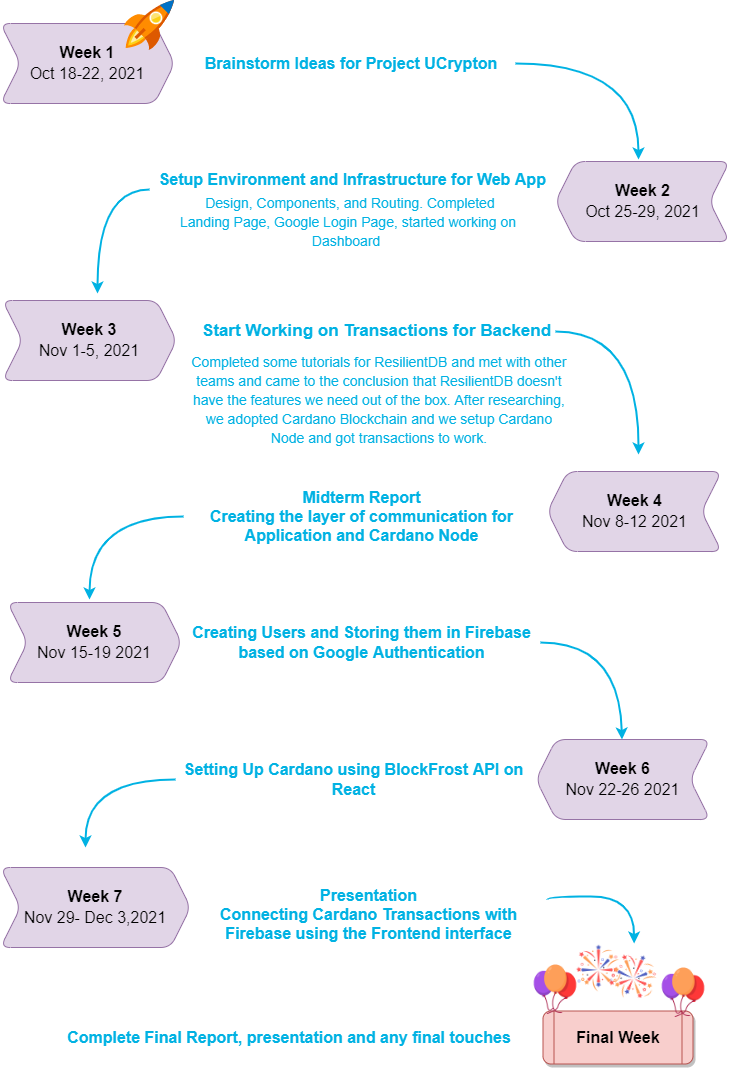 Week 1
Oct 18-22, 2021
Brainstorm Ideas for Project UCrypton
Setup Environment and Infrastructure for Web App
Design, Components, and Routing. Completed
Landing Page, Google Login Page, started working on
Dashboard
Week 2
Oct 25-29, 2021
Week 3
Nov 1-5, 2021
Start Working on Transactions for Backend
Completed some tutorials for ResilientDB and met with other
teams and came to the conclusion that ResilientDB doesn't
have the features we need out of the box. After researching,
we adopted Cardano Blockchain and we setup Cardano
Node and got transactions to work.
Midterm Report
Creating the layer of communication for
Application and Cardano Node
Week 4
Nov 8-12 2021
Week 5
Nov 15-19 2021
Creating Users and Storing them in Firebase
based on Google Authentication
Setting Up Cardano using BlockFrost API on
React
Week 6
Nov 22-26 2021
Week 7
Nov 29- Dec 3,2021
Presentation
Connecting Cardano Transactions with
Firebase using the Frontend interface
Complete Final Report, presentation and any final touches
Final Week